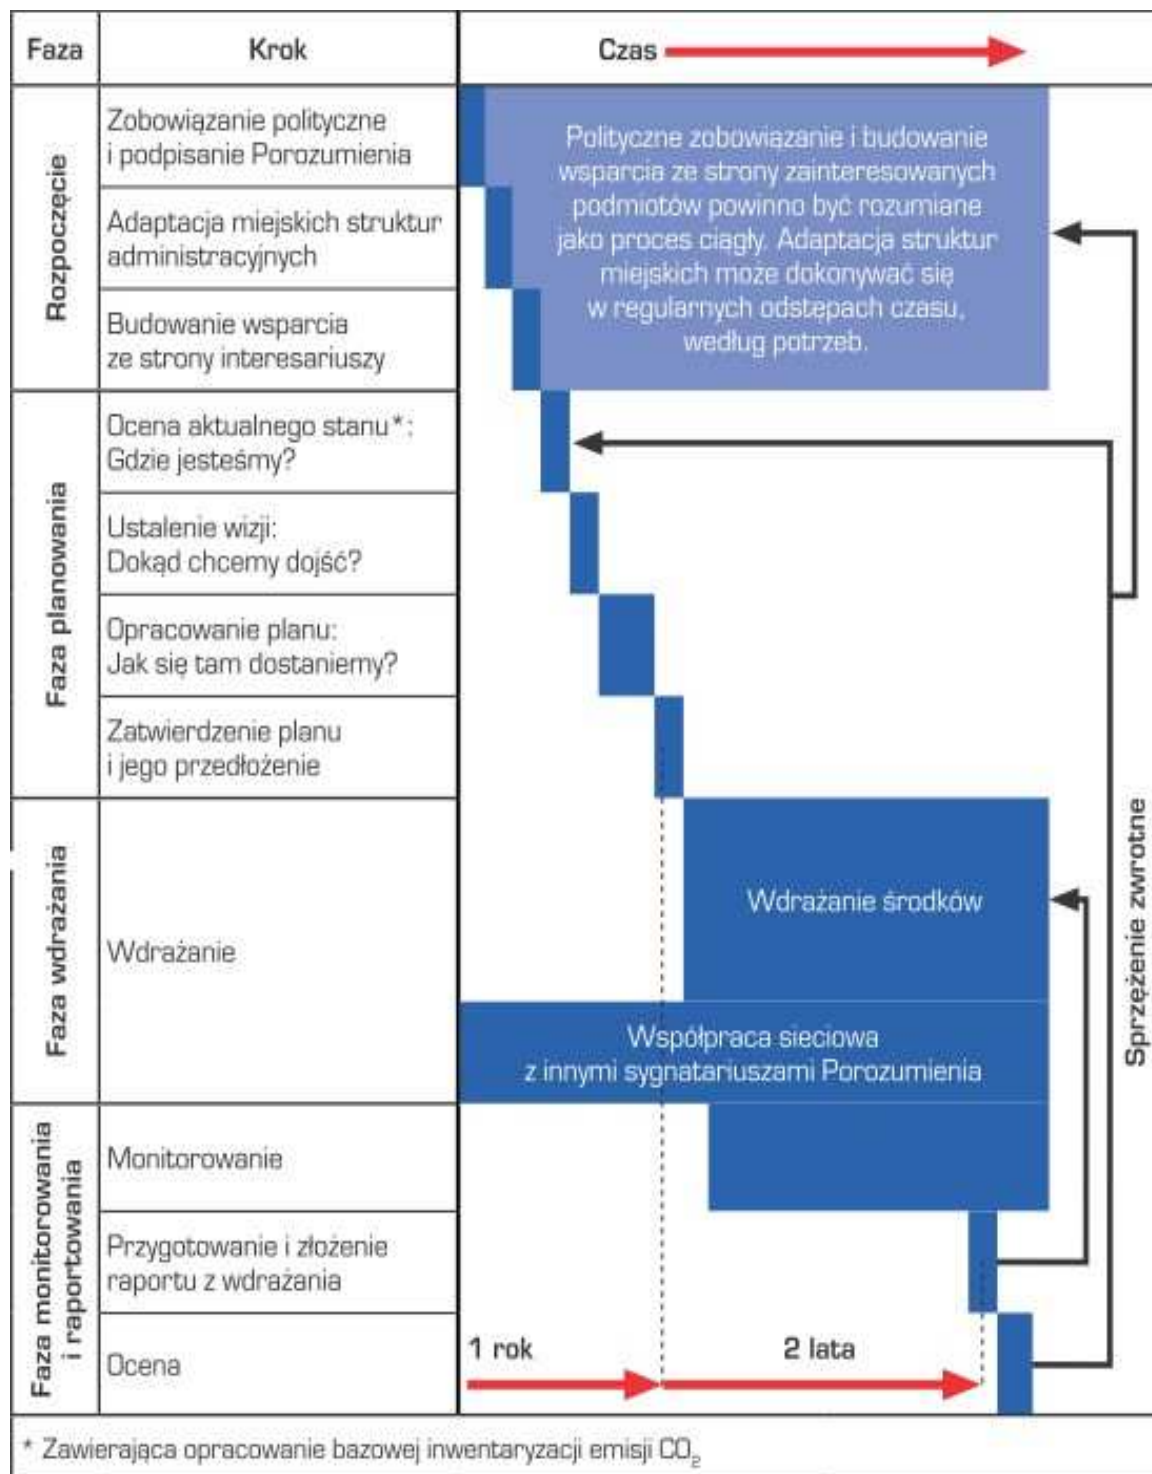 Faza
Krok
Czas
Rozpoczęcie
Zobowiązanie polityczne
i podpisanie Porozumienia
Adaptacja miejskich struktur
administracyjnych
Budowanie wsparcia
ze strony interesariuszy
Polityczne zobowiązanie i budowanie
wsparcia ze strony zainteresowanych
podmiotów powinno być rozumiane
jako proces ciągły. Adaptacja struktur
miejskich może dokonywać się
w regularnych odstępach czasu,
według potrzeb.
Faza planowania
Ocena aktualnego stanu*:
Gdzie jesteśmy?
Ustalenie wizji:
Dokąd chcemy dojść?
Opracowanie planu:
Jak się tam dostaniemy?
Zatwierdzenie planu
i jego przedłożenie
Faza wdrażania
Wdrażanie
Wdrażanie środków
Współpraca sieciowa
z innymi sygnatariuszami Porozumienia
Sprzężenie zwrotne
Faza monitorowania
i raportowania
Monitorowanie
Przygotowanie i złożenie
raportu z wdrażania
Ocena
1 rok
2 lata
* Zawierająca opracowanie bazowej inwentaryzacji emisji CO₂